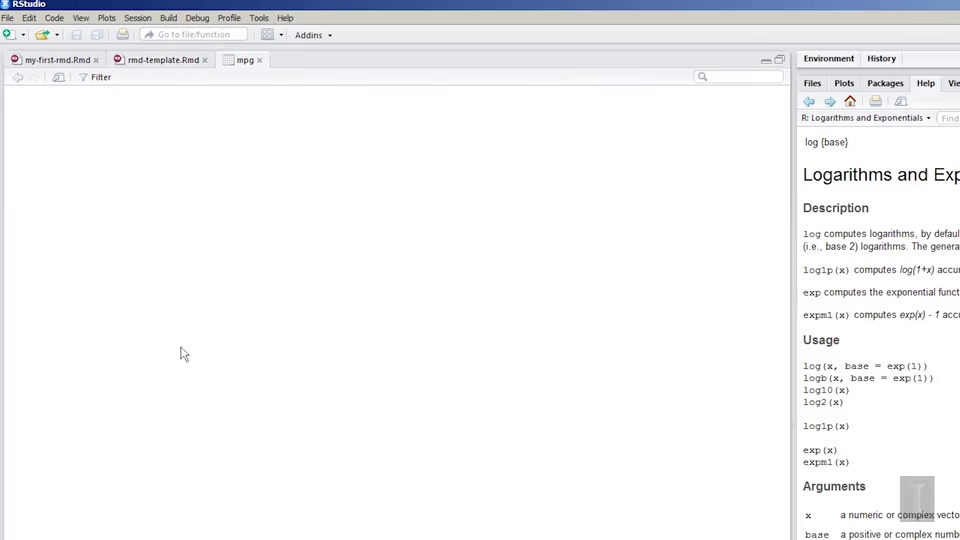 RStudio
File Edit Code View Plots Session Build Debug Profile Tools Help
Go to file/function Addins
my-first-rmd.Rmd rmd-template.Rmd mpg
Filter
Environment History
Files Plots Packages Help Vie
R: Logarithms and Exponentials Find
log {base}
Logarithms and Exp
Description
log computes logarithms, by defaul
(i.e., base 2) logarithms. The genera
log1p(x) computes log(1+x) accu
exp computes the exponential funct
expm1(x) computes exp(x) - 1 acc
Usage
log(x, base = exp(1))
logb(x, base = exp(1))
log10(x)
log2(x)
log1p(x)
exp(x)
expm1(x)
Arguments
x a numeric or complex vecto
base a positive or complex numb